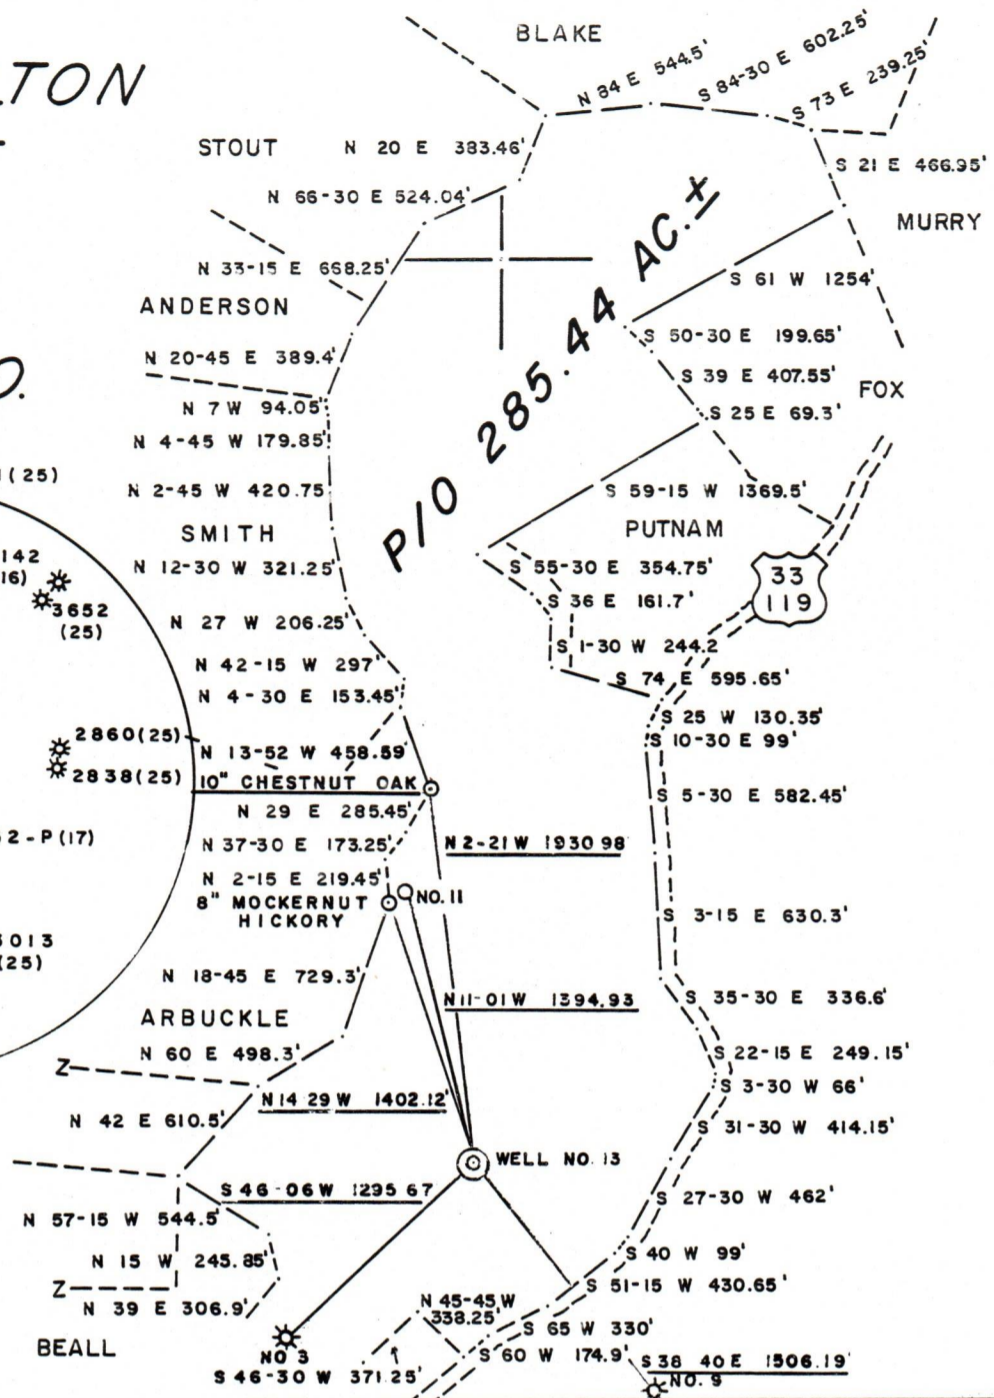 BLAKE
LTON
N 84 E 544.5'
S 84-30 E 602.25'
S 73 E 239.25'
STOUT
N 20 E 383.46'
S 21 E 466.95'
N 66-30 E 524.04'
MURRY
N 33-15 E 668.25'
P/O 285.44 AC.±
S 61 W 1254'
ANDERSON
S 50-30 E 199.65'
N 20-45 E 389.4'
O.
S 39 E 407.55'
FOX
N 7 W 94.05'
S 25 E 69.3'
N 4-45 W 179.85'
(25)
N 2-45 W 420.75
S 59-15 W 1369.5'
SMITH
PUTNAM
142
16)
N 12-30 W 321.25'
S 55-30 E 354.75'
33
119
3652
(25)
S 36 E 161.7'
N 27 W 206.25'
S 1-30 W 244.2
N 42-15 W 297'
S 74 E 595.65'
N 4-30 E 153.45'
S 25 W 130.35'
2860(25)
S 10-30 E 99'
N 13-52 W 458.59'
2838(25)
10" CHESTNUT OAK
S 5-30 E 582.45'
N 29 E 285.45'
2-P(17)
N 37-30 E 173.25'
N 2-21 W 1930 98'
N 2-15 E 219.45'
8" MOCKERNUT
HICKORY
NO. 11
S 3-15 E 630.3'
5013
(25)
N 18-45 E 729.3'
N 11-01 W 1394.93
S 35-30 E 336.6'
ARBUCKLE
N 60 E 498.3'
S 22-15 E 249.15'
Z
S 3-30 W 66'
N 14 29 W 1402.12'
N 42 E 610.5'
S 31-30 W 414.15'
WELL NO. 13
S 46-06 W 1295 67
S 27-30 W 462'
N 57-15 W 544.5'
N 15 W 245.85'
S 40 W 99'
Z
S 51-15 W 430.65'
N 39 E 306.9'
N 45-45 W
338.25'
S 65 W 330'
BEALL
NO 3
S 60 W 174.9'
S 38 40 E 1506.19'
S 46-30 W 371.25'
NO. 9